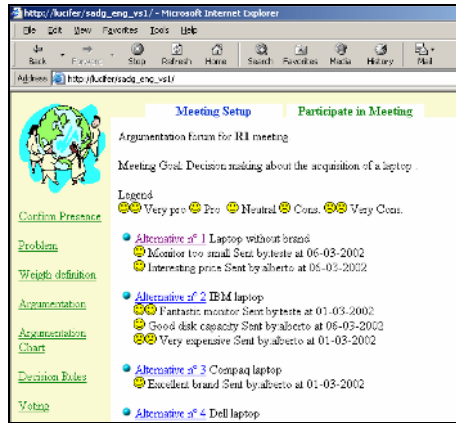 http://lucifer/sadg_eng_vs1/ - Microsoft Internet Explorer
File Edit View Favorites Tools Help
Back Forward Stop Refresh Home Search Favorites Media History Mail
Address http://lucifer/sadg_eng_vs1/
Meeting Setup Participate in Meeting
Argumentation forum for R1 meeting
Meeting Goal: Decision making about the acquisition of a laptop .
Legend
Very pro Pro Neutral Cons. Very Cons.
Confirm Presence
Problem
Weigth definition
Argumentation
Argumentation
Chart
Decision Rules
Voting
Alternative nº 1 Laptop without brand
Monitor too small Sent by:teste at 06-03-2002
Interesting price Sent by:alberto at 06-03-2002
Alternative nº 2 IBM laptop
Fantastic monitor Sent by:teste at 01-03-2002
Good disk capacity Sent by:alberto at 06-03-2002
Very expensive Sent by:alberto at 01-03-2002
Alternative nº 3 Compaq laptop
Excellent brand Sent by:alberto at 01-03-2002
Alternative nº 4 Dell laptop